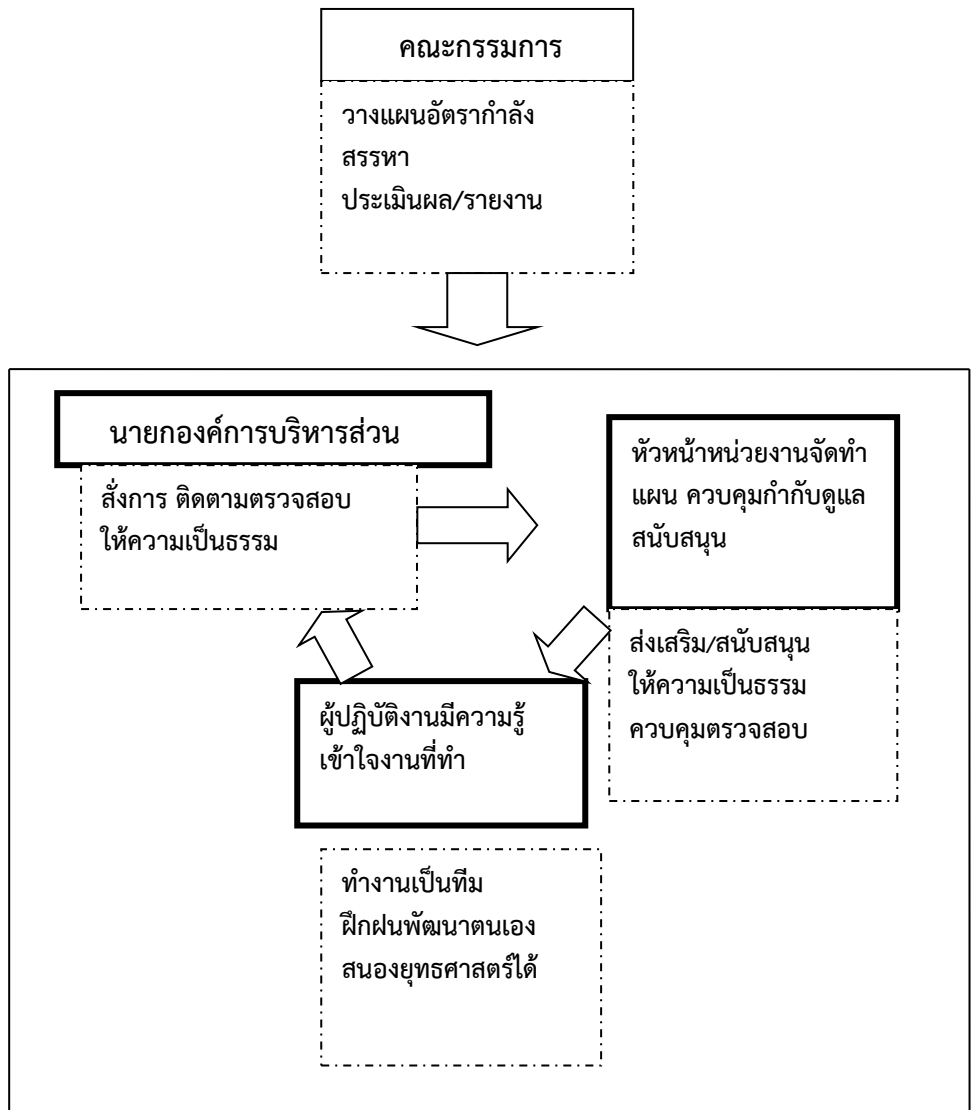 คณะกรรมการ
วางแผนอัตรากำลัง
สรรหา
ประเมินผล/รายงาน
นายกองค์การบริหารส่วน
สั่งการ ติดตามตรวจสอบ
ให้ความเป็นธรรม
หัวหน้าหน่วยงานจัดทำ
แผน ควบคุมกำกับดูแล
สนับสนุน
ส่งเสริม/สนับสนุน
ให้ความเป็นธรรม
ควบคุมตรวจสอบ
ผู้ปฏิบัติงานมีความรู้
เข้าใจงานที่ทำ
ทำงานเป็นทีม
ฝึกฝนพัฒนาตนเอง
สนองยุทธศาสตร์ได้